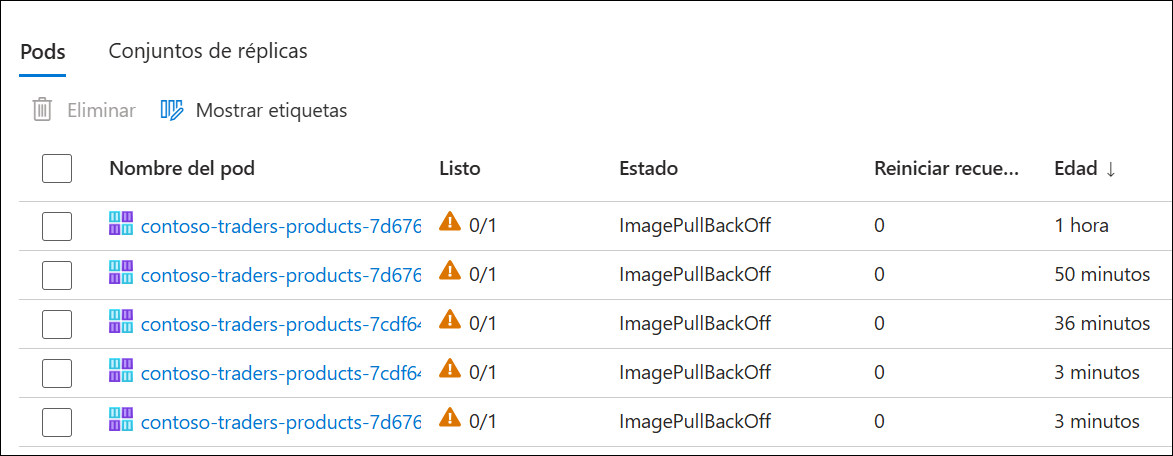 Pods Conjuntos de réplicas
Eliminar Mostrar etiquetas
Nombre del pod Listo Estado Reiniciar recue... Edad ↓
contoso-traders-products-7d676 0/1 ImagePullBackOff 0 1 hora
contoso-traders-products-7d676 0/1 ImagePullBackOff 0 50 minutos
contoso-traders-products-7cdf64 0/1 ImagePullBackOff 0 36 minutos
contoso-traders-products-7cdf64 0/1 ImagePullBackOff 0 3 minutos
contoso-traders-products-7d676 0/1 ImagePullBackOff 0 3 minutos